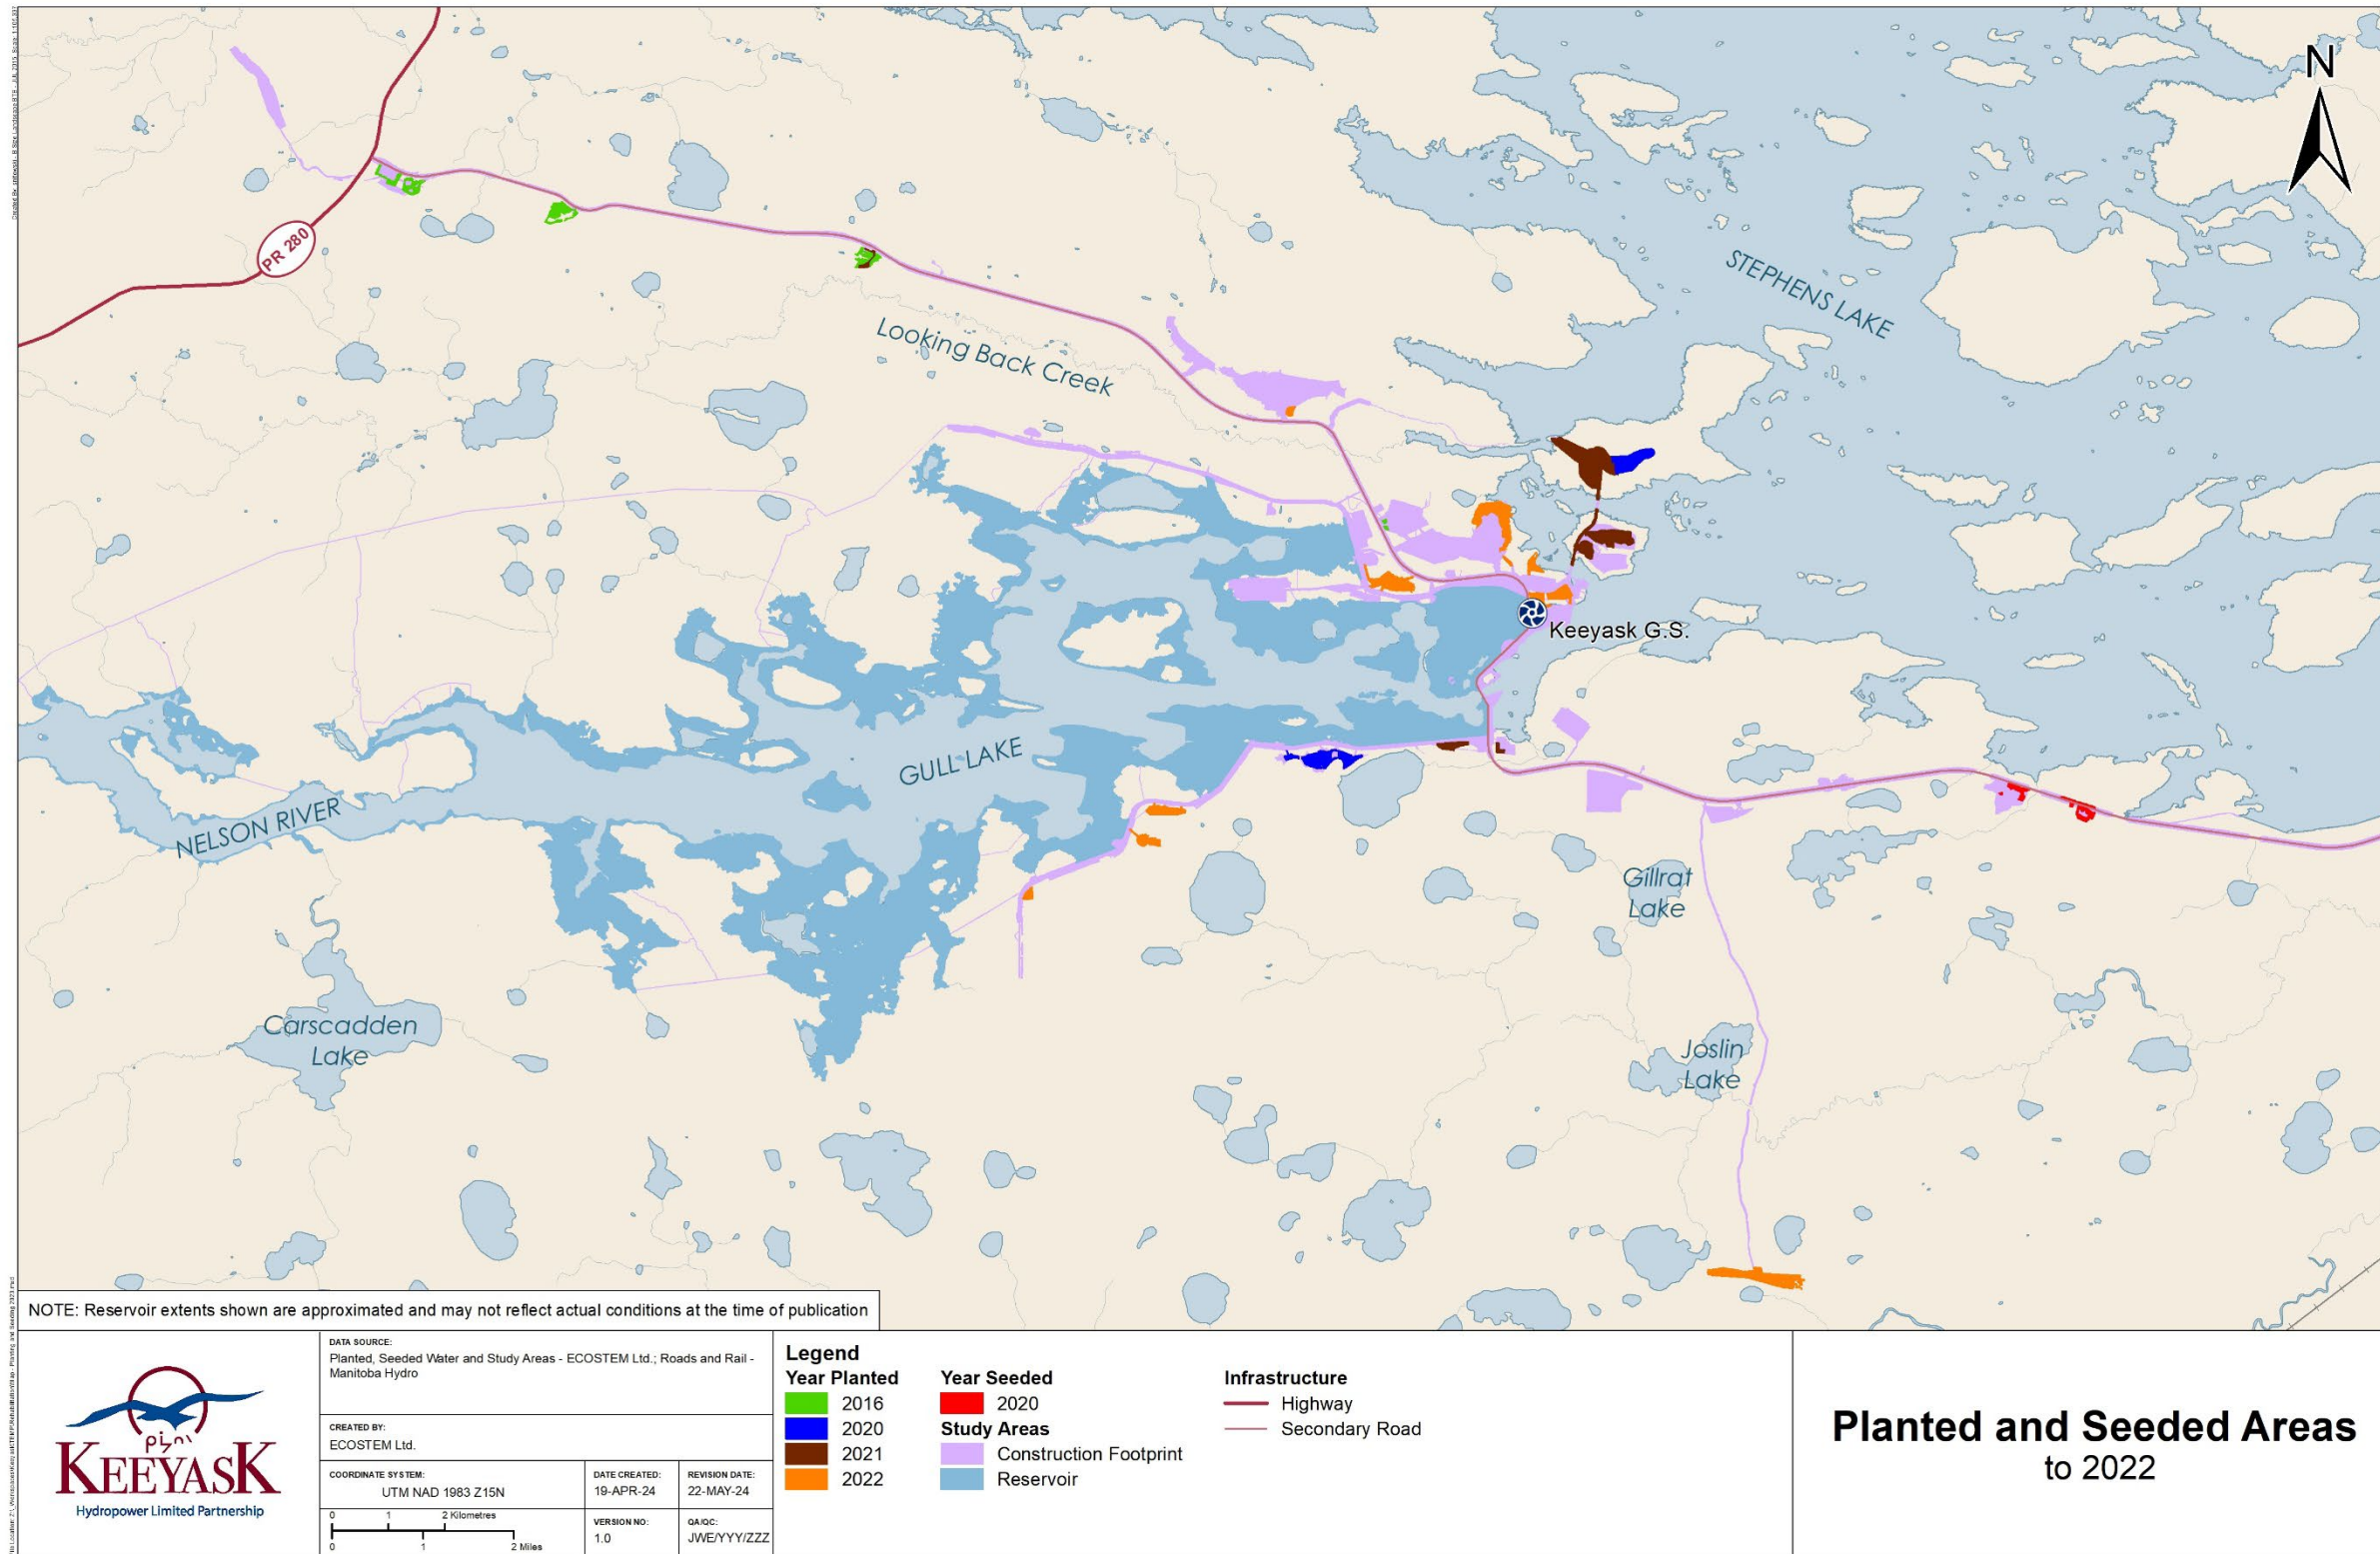 N
PR 280
STEPHENS LAKE
Looking Back Creek
Keeyask G.S.
GULL LAKE
NELSON RIVER
Gillrat
Lake
Carscadden
Lake
Joslin
Lake
NOTE: Reservoir extents shown are approximated and may not reflect actual conditions at the time of publication
KEEYASK
Hydropower Limited Partnership
DATA SOURCE:
Planted, Seeded Water and Study Areas - ECOSTEM Ltd.; Roads and Rail -
Manitoba Hydro
CREATED BY:
ECOSTEM Ltd.
COORDINATE SYSTEM:
UTM NAD 1983 Z15N
DATE CREATED:
19-APR-24
REVISION DATE:
22-MAY-24
0 1 2 Kilometres
0 1 2 Miles
VERSION NO:
1.0
QA/QC:
JWE/YYY/ZZZ
Legend
Year Planted
2016
2020
2021
2022
Year Seeded
2020
Study Areas
Construction Footprint
Reservoir
Infrastructure
Highway
Secondary Road
Planted and Seeded Areas
to 2022